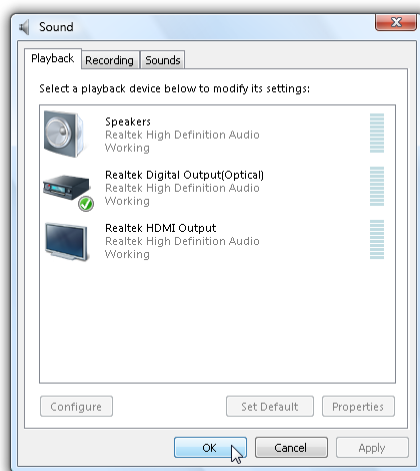 Sound
Playback Recording Sounds
Select a playback device below to modify its settings:
Speakers
Realtek High Definition Audio
Working
Realtek Digital Output(Optical)
Realtek High Definition Audio
Working
Realtek HDMI Output
Realtek High Definition Audio
Working
Configure Set Default Properties
OK Cancel Apply